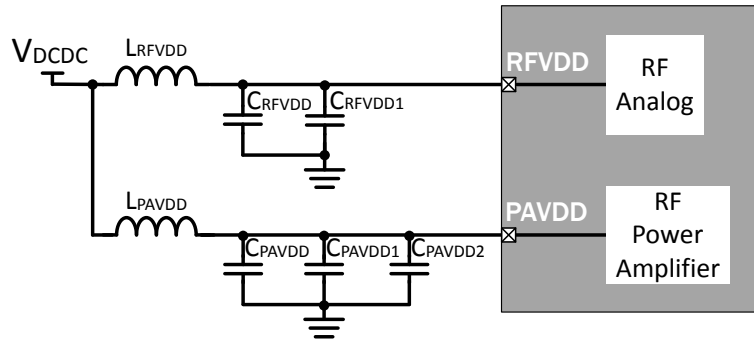 VDCDC
LRFVDD
CRFVDD
CRFVDD1
RFVDD
RF
Analog
LPAVDD
CPAVDD
CPAVDD1
CPAVDD2
PAVDD
RF
Power
Amplifier